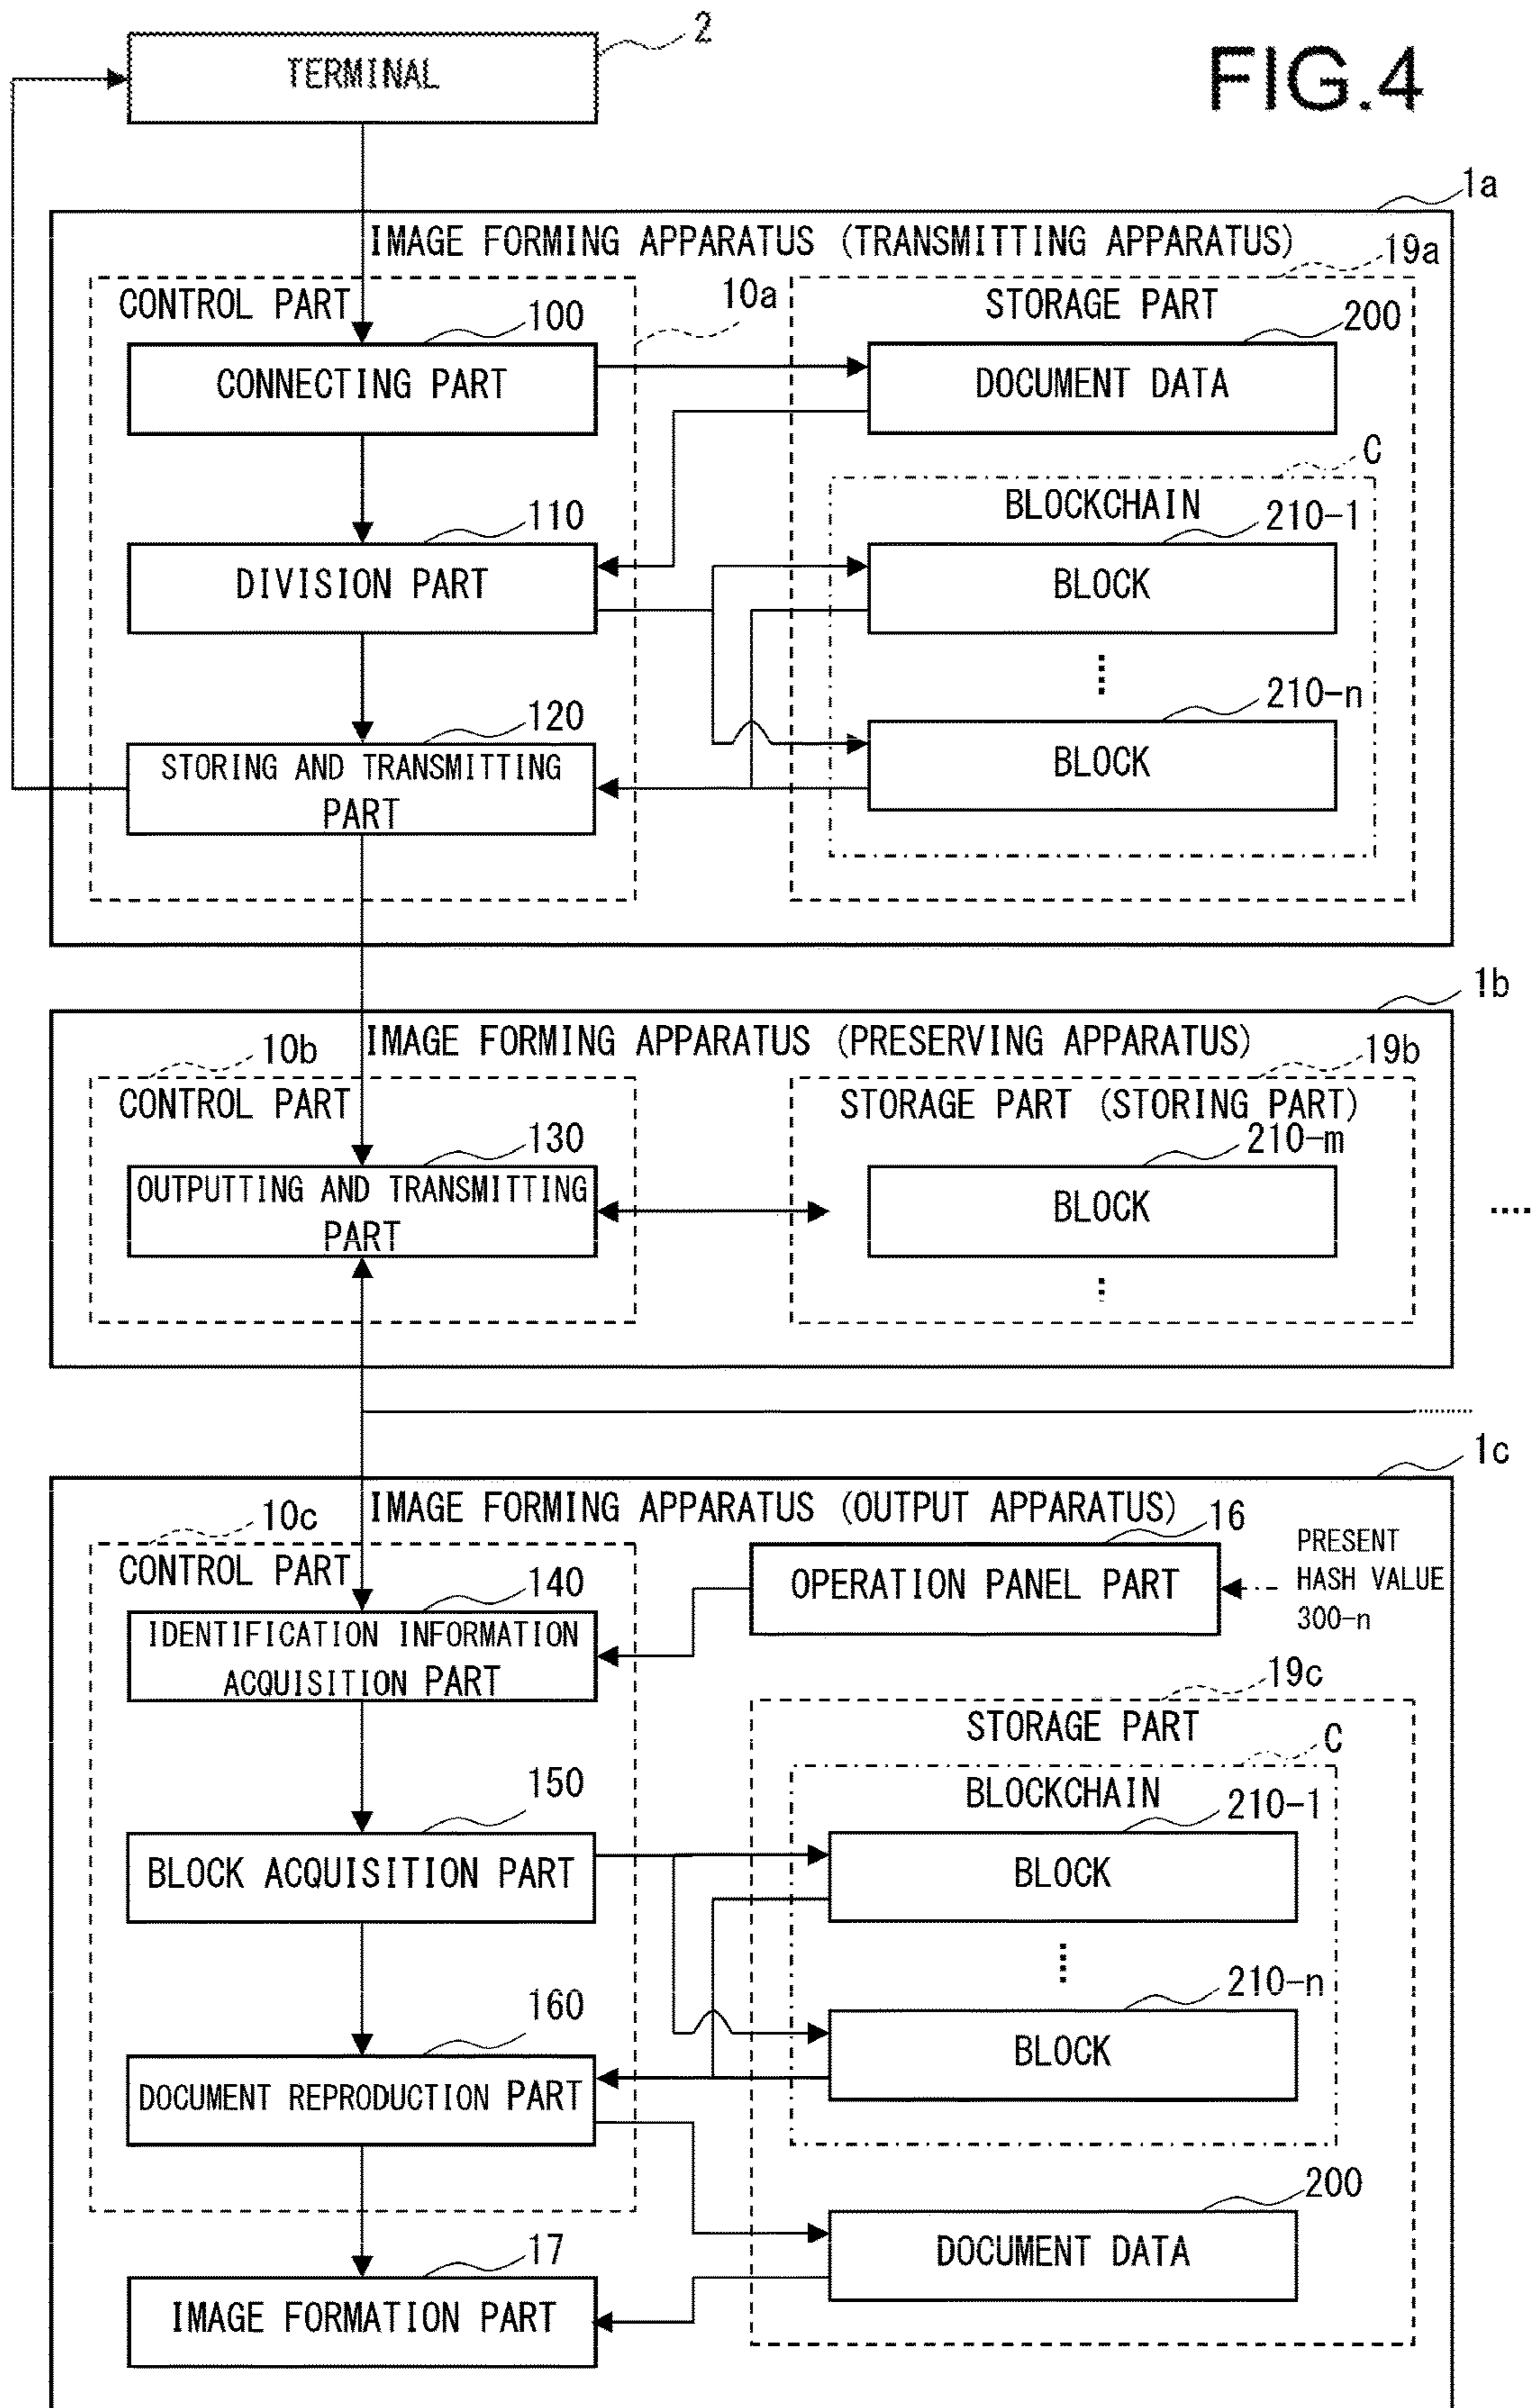 FIG.4
2
TERMINAL
1a
IMAGE FORMING APPARATUS (TRANSMITTING APPARATUS)
10a
19a
CONTROL PART
STORAGE PART
100
200
CONNECTING PART
DOCUMENT DATA
C
BLOCKCHAIN
110
210-1
DIVISION PART
BLOCK
210-n
120
STORING AND TRANSMITTING
PART
BLOCK
1b
IMAGE FORMING APPARATUS (PRESERVING APPARATUS)
10b
19b
CONTROL PART
STORAGE PART (STORING PART)
130
210-m
OUTPUTTING AND TRANSMITTING
PART
BLOCK
1c
IMAGE FORMING APPARATUS (OUTPUT APPARATUS)
10c
16
CONTROL PART
OPERATION PANEL PART
PRESENT
HASH VALUE
300-n
140
IDENTIFICATION INFORMATION
ACQUISITION PART
19c
STORAGE PART
C
BLOCKCHAIN
150
210-1
BLOCK ACQUISITION PART
BLOCK
210-n
160
BLOCK
DOCUMENT REPRODUCTION PART
200
DOCUMENT DATA
17
IMAGE FORMATION PART